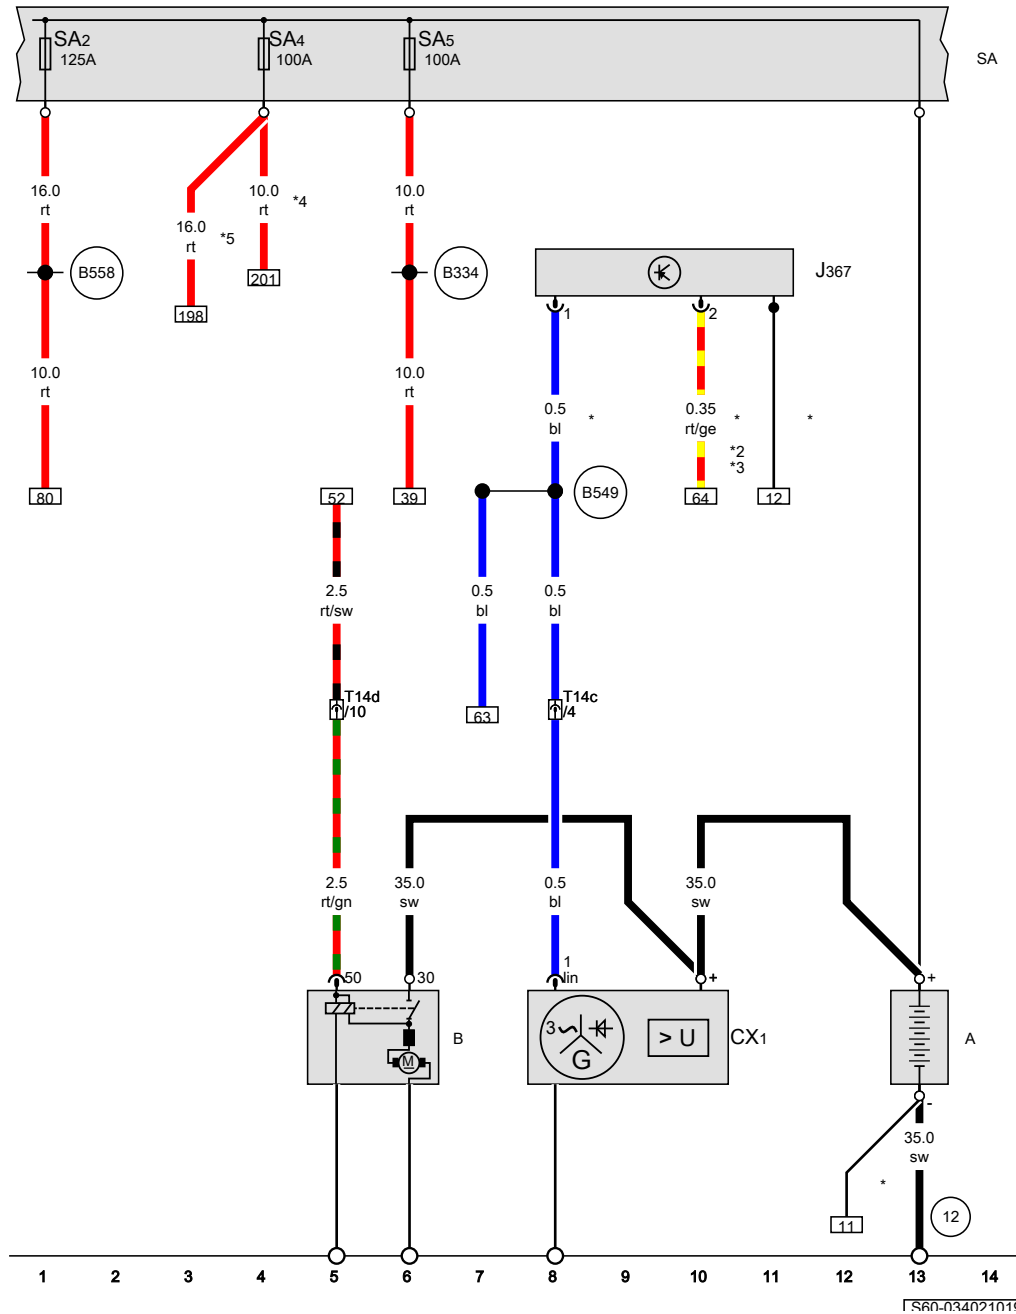 SA2
125A
SA4
100A
SA5
100A
SA
16.0
rt
10.0
rt
*4
10.0
rt
16.0
rt
*5
B558
201
B334
J367
198
1
2
10.0
rt
10.0
rt
0.5
bl
*
0.35
rt/ge
*
*2
*3
*
80
52
39
B549
64
12
2.5
rt/sw
0.5
bl
0.5
bl
T14d
/10
63
T14c
/4
2.5
rt/gn
35.0
sw
0.5
bl
35.0
sw
50
30
1
lin
+
+
B
M
3
G
> U
CX1
A
-
35.0
sw
*
11
12
1 2 3 4 5 6 7 8 9 10 11 12 13 14